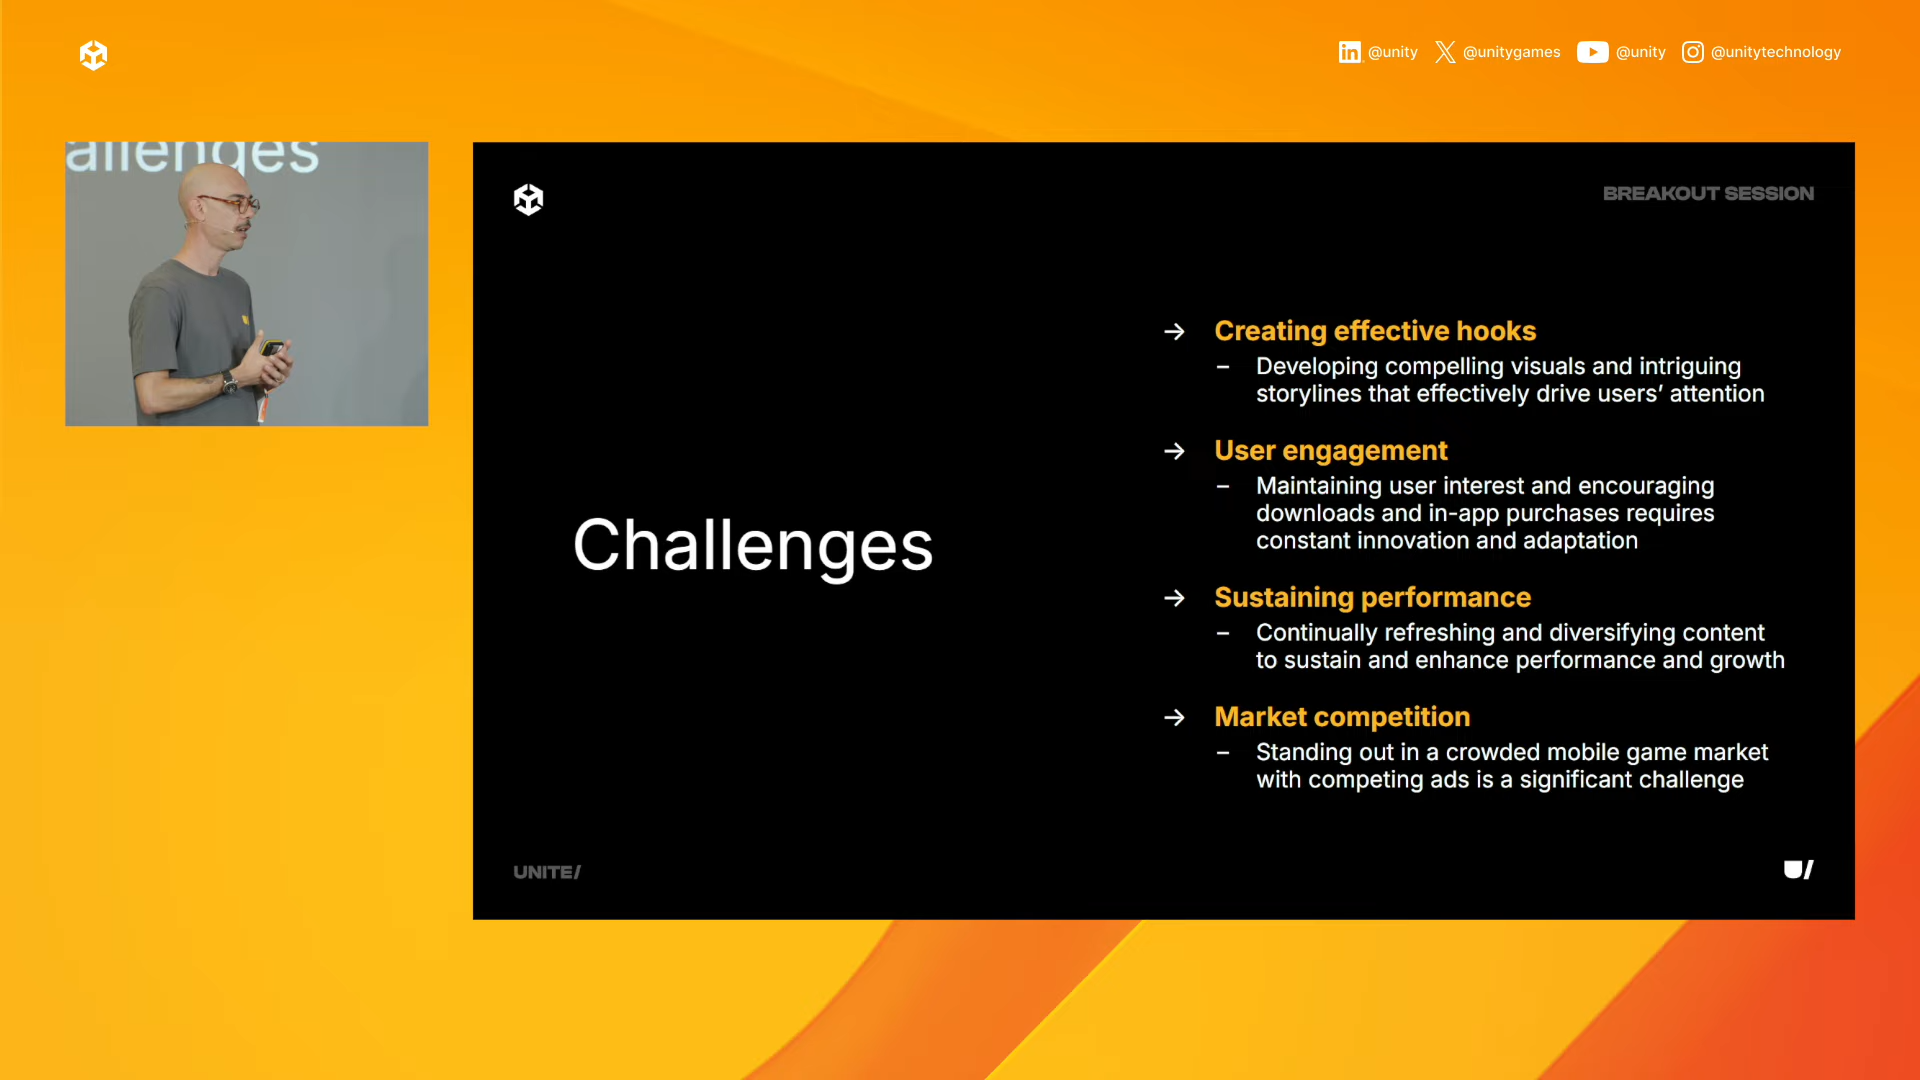 @unity @unitygames @unity @unitytechnology
allenges
BREAKOUT SESSION
Challenges
→ Creating effective hooks
– Developing compelling visuals and intriguing
storylines that effectively drive users’ attention
→ User engagement
– Maintaining user interest and encouraging
downloads and in-app purchases requires
constant innovation and adaptation
→ Sustaining performance
– Continually refreshing and diversifying content
to sustain and enhance performance and growth
→ Market competition
– Standing out in a crowded mobile game market
with competing ads is a significant challenge
UNITE/
U/